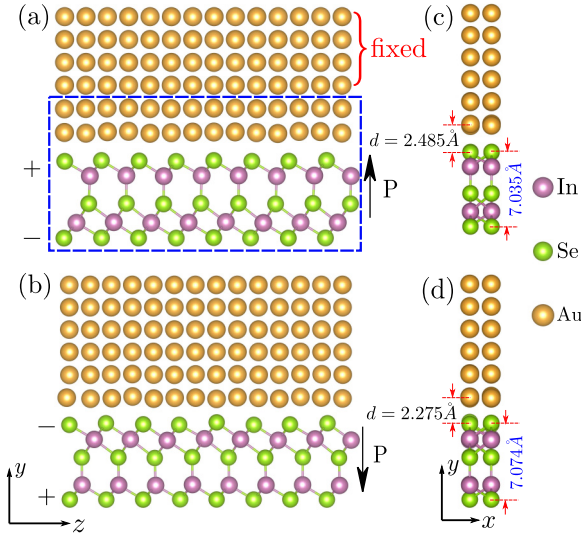 (a)
fixed
+
−
P
(c)
d = 2.485Å
7.035Å
In
Se
Au
(b)
−
+
P
y
z
(d)
d = 2.275Å
7.074Å
y
x